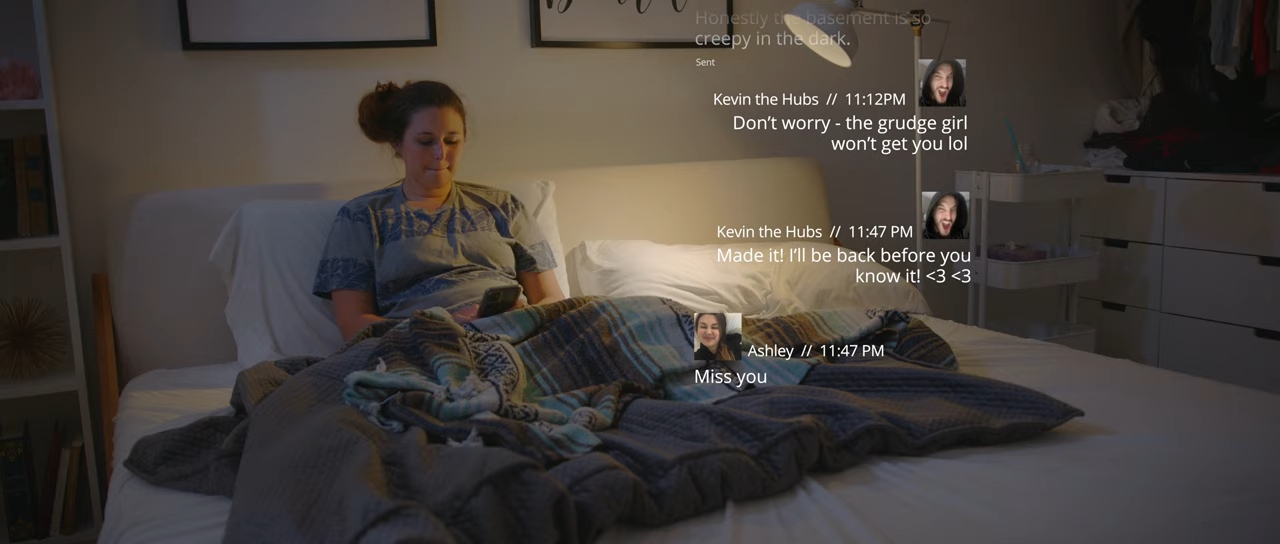 Honestly the basement is so
creepy in the dark.
Sent
Kevin the Hubs // 11:12PM
Don’t worry - the grudge girl
won’t get you lol
Kevin the Hubs // 11:47 PM
Made it! I’ll be back before you
know it! <3 <3
Ashley // 11:47 PM
Miss you